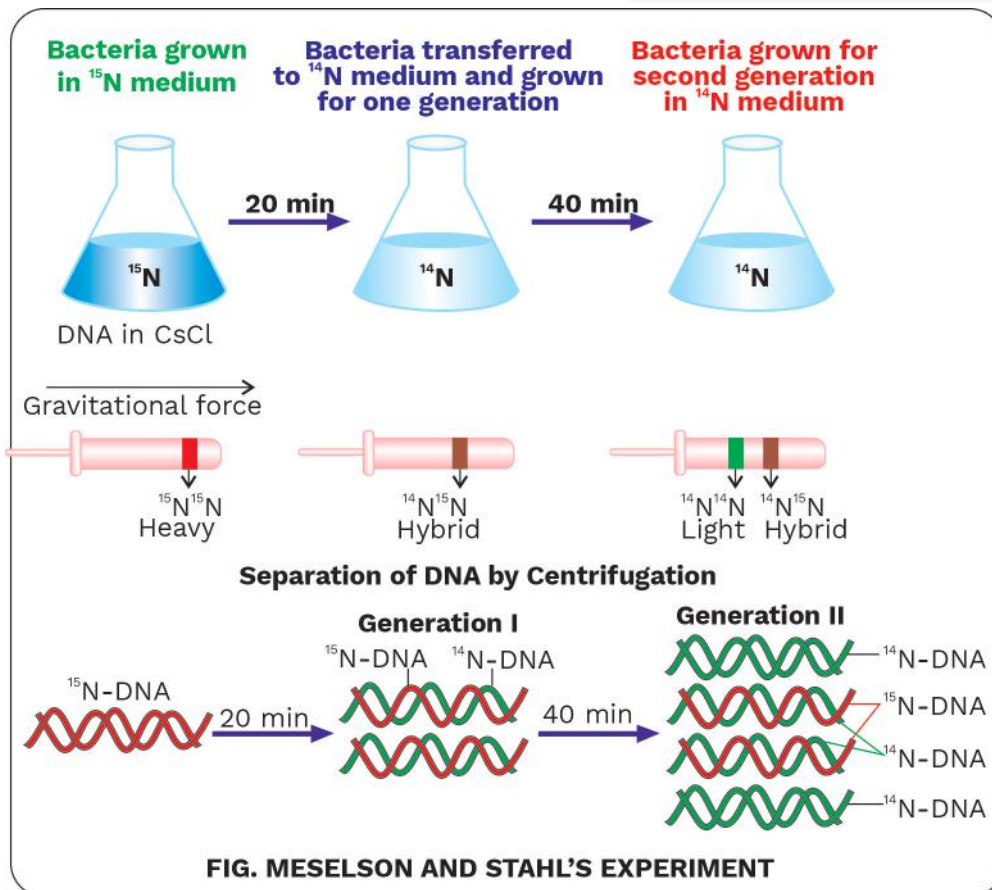 Bacteria grown
in ¹⁵N medium
Bacteria transferred
to ¹⁴N medium and grown
for one generation
Bacteria grown for
second generation
in ¹⁴N medium
20 min
40 min
¹⁵N
¹⁴N
¹⁴N
DNA in CsCl
Gravitational force
¹⁵N¹⁵N
Heavy
¹⁴N¹⁵N
Hybrid
¹⁴N¹⁴N
Light
¹⁴N¹⁵N
Hybrid
Separation of DNA by Centrifugation
Generation I
Generation II
¹⁵N-DNA
20 min
¹⁵N-DNA
¹⁴N-DNA
40 min
¹⁴N-DNA
¹⁵N-DNA
¹⁴N-DNA
¹⁴N-DNA
FIG. MESELSON AND STAHL'S EXPERIMENT